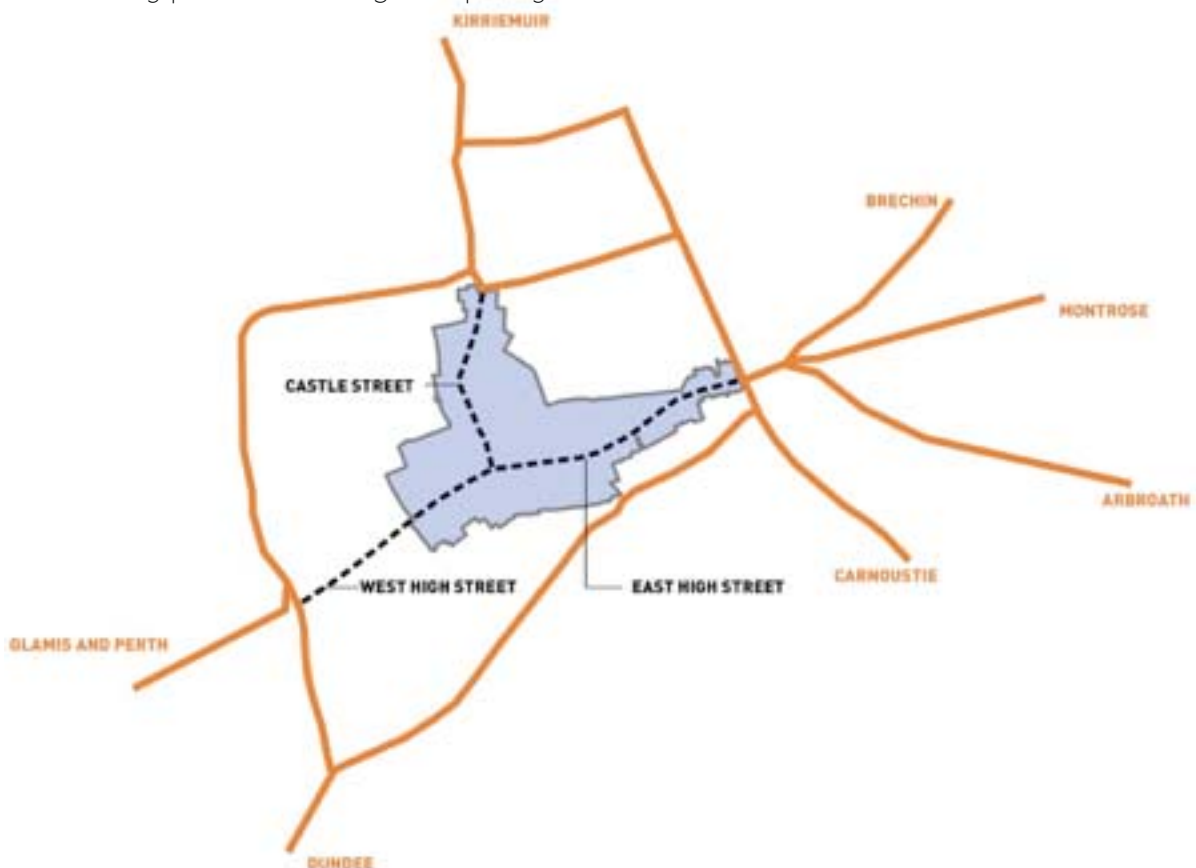 KIRRIEMUIR
BRECHIN
MONTROSE
CASTLE STREET
ARBROATH
CARNOUSTIE
WEST HIGH STREET
EAST HIGH STREET
GLAMIS AND PERTH
DUNDEE